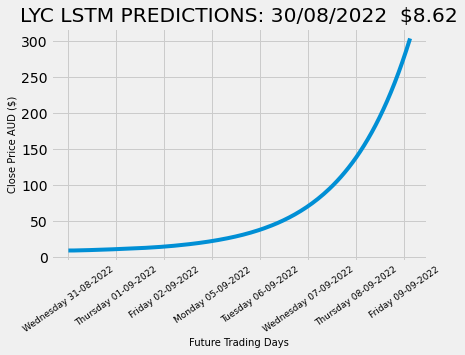 LYC LSTM PREDICTIONS: 30/08/2022 $8.62
300
250
200
150
100
50
0
Close Price AUD ($)
Wednesday 31-08-2022
Thursday 01-09-2022
Friday 02-09-2022
Monday 05-09-2022
Tuesday 06-09-2022
Wednesday 07-09-2022
Thursday 08-09-2022
Friday 09-09-2022
Future Trading Days